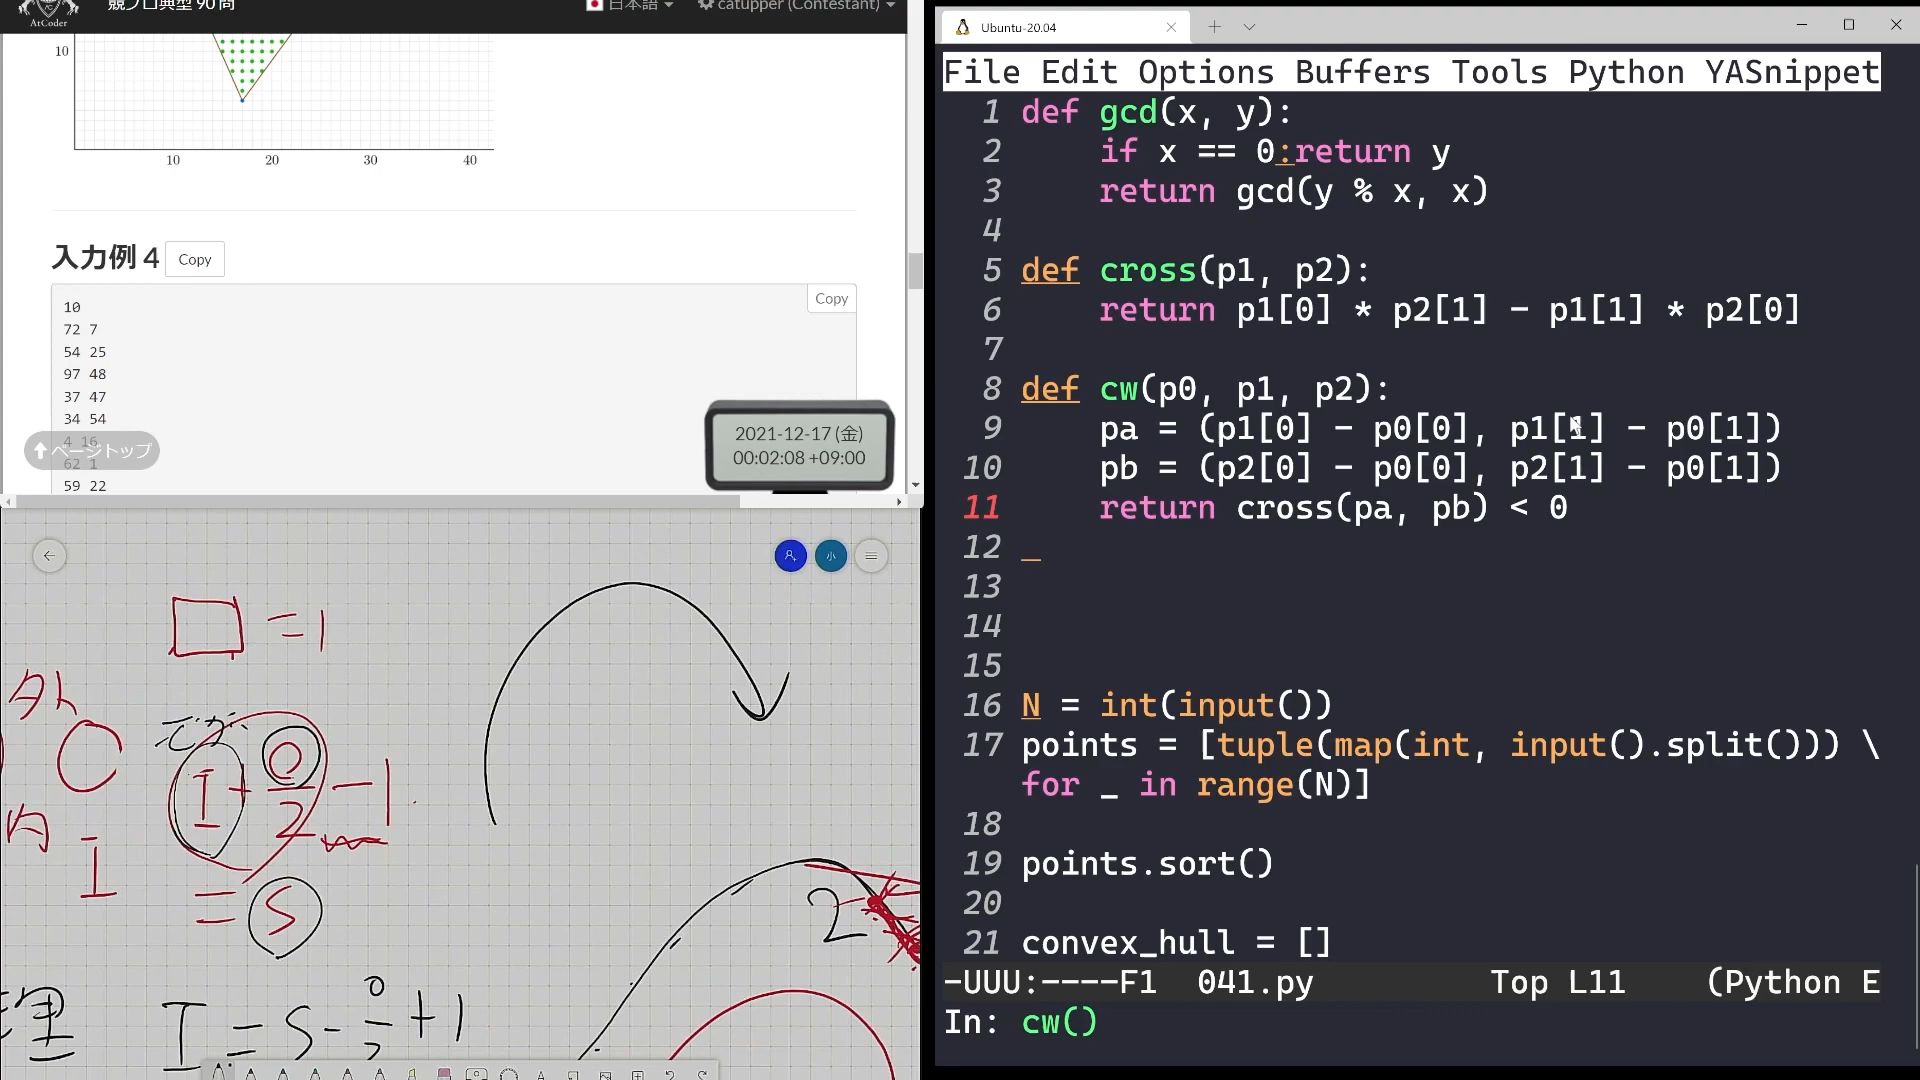 AtCoder
競プロ典型 90 問
日本語
catupper (Contestant)
10
10 20 30 40
入力例 4 Copy
Copy
10
72 7
54 25
97 48
37 47
34 54
4 16
62 1
59 22
ページトップ
2021-12-17 (金)
00:02:08 +09:00
= 1
外 O
内 I
I + O/2 - 1
= S
2
理
I = S - o/2 + 1
Ubuntu-20.04
File Edit Options Buffers Tools Python YASnippet
1 def gcd(x, y):
2 if x == 0:return y
3 return gcd(y % x, x)
4
5 def cross(p1, p2):
6 return p1[0] * p2[1] - p1[1] * p2[0]
7
8 def cw(p0, p1, p2):
9 pa = (p1[0] - p0[0], p1[1] - p0[1])
10 pb = (p2[0] - p0[0], p2[1] - p0[1])
11 return cross(pa, pb) < 0
12
13
14
15
16 N = int(input())
17 points = [tuple(map(int, input().split())) \
for _ in range(N)]
18
19 points.sort()
20
21 convex_hull = []
-UUU:----F1 041.py Top L11 (Python E
In: cw()